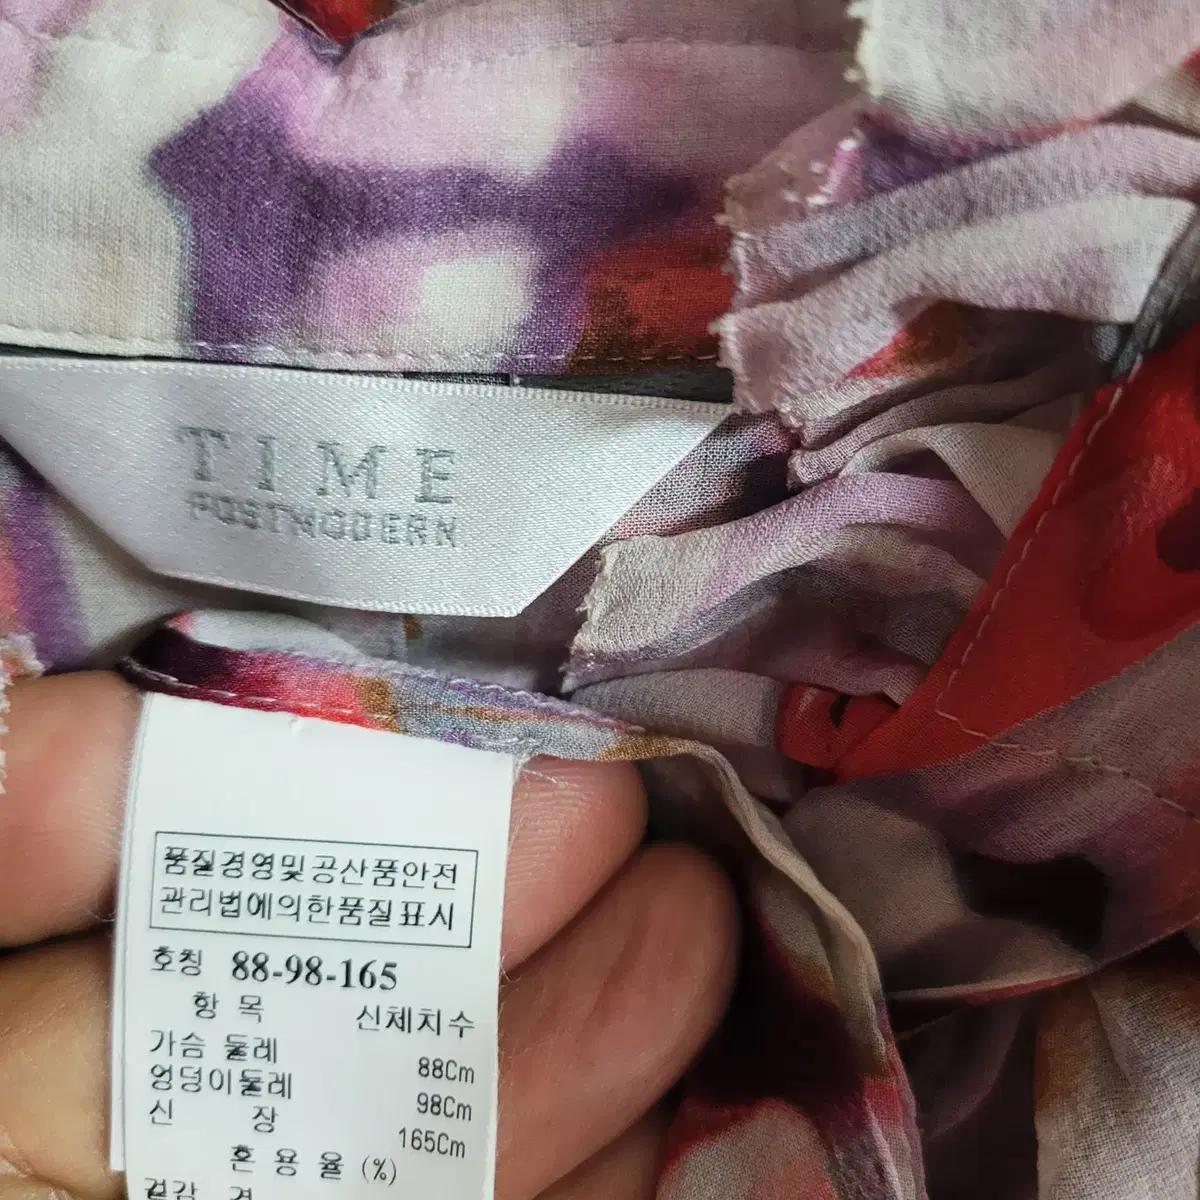 TIME
POSTMODERN
품질경영및공산품안전
관리법에의한품질표시
호칭 88-98-165
항 목 신체치수
가슴 둘레 88Cm
엉덩이둘레 98Cm
신 장 165Cm
혼 용 율 (%)
겉감